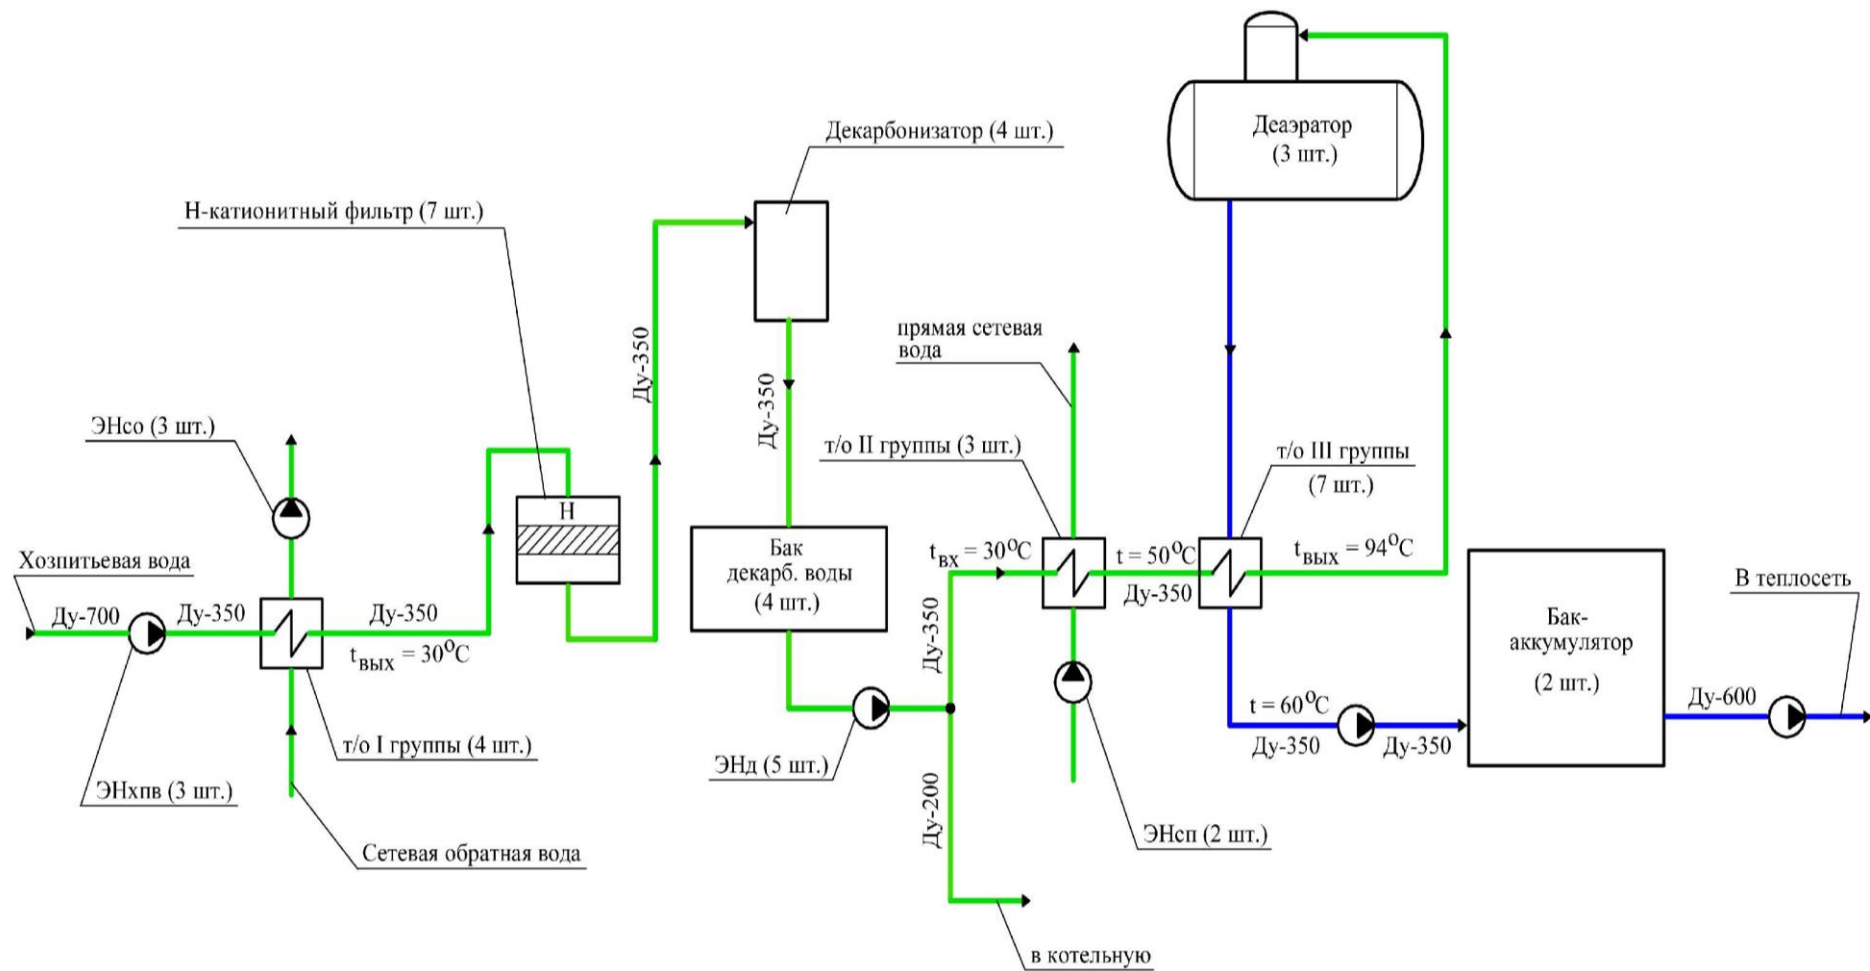 Декарбонизатор (4 шт.)
Деаэратор
(3 шт.)
Н-катионитный фильтр (7 шт.)
прямая сетевая
вода
Ду-350
Ду-350
ЭНсо (3 шт.)
т/о II группы (3 шт.)
т/о III группы
(7 шт.)
Н
Хозпитьевая вода
Ду-700
Ду-350
Ду-350
tвых = 30°C
Бак
декарб. воды
(4 шт.)
tвх = 30°C
t = 50°C
Ду-350
tвых = 94°C
Ду-350
Бак-
аккумулятор
(2 шт.)
В теплосеть
Ду-600
t = 60°C
Ду-350
Ду-350
т/о I группы (4 шт.)
ЭНхпв (3 шт.)
ЭНд (5 шт.)
Ду-200
ЭНсп (2 шт.)
Сетевая обратная вода
в котельную